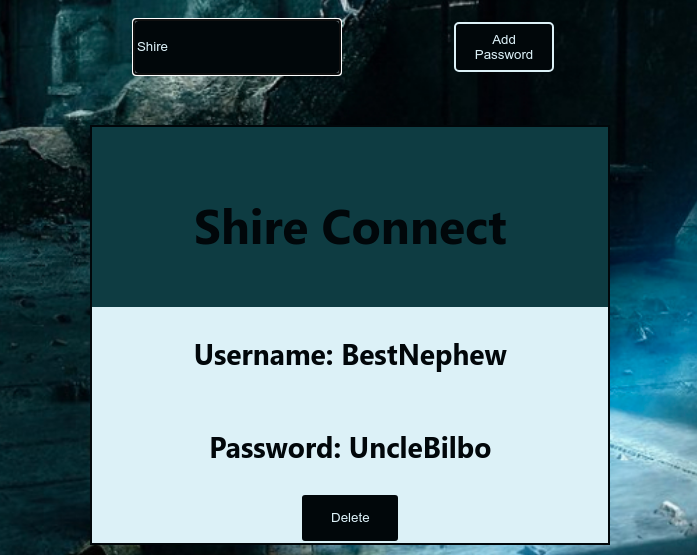 Shire
Add
Password
Shire Connect
Username: BestNephew
Password: UncleBilbo
Delete